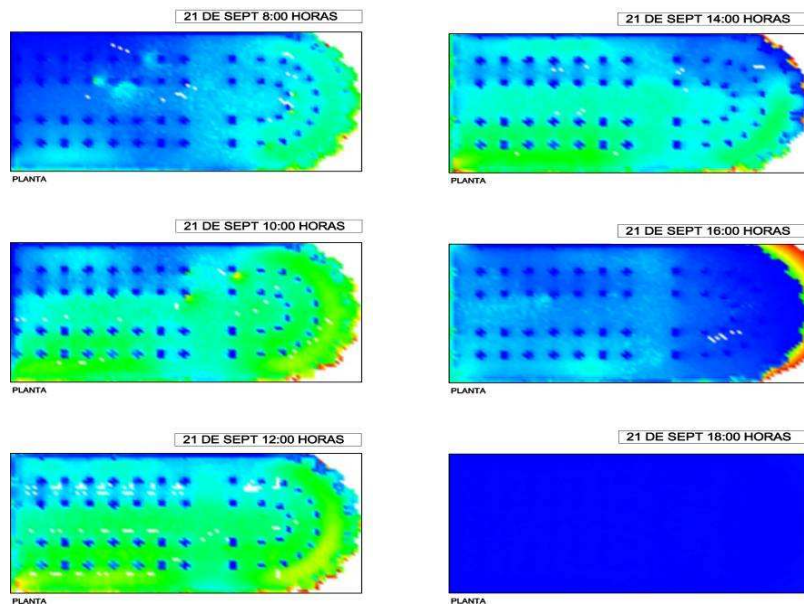 21 DE SEPT 8:00 HORAS
PLANTA
21 DE SEPT 10:00 HORAS
PLANTA
21 DE SEPT 12:00 HORAS
PLANTA
21 DE SEPT 14:00 HORAS
PLANTA
21 DE SEPT 16:00 HORAS
PLANTA
21 DE SEPT 18:00 HORAS
PLANTA